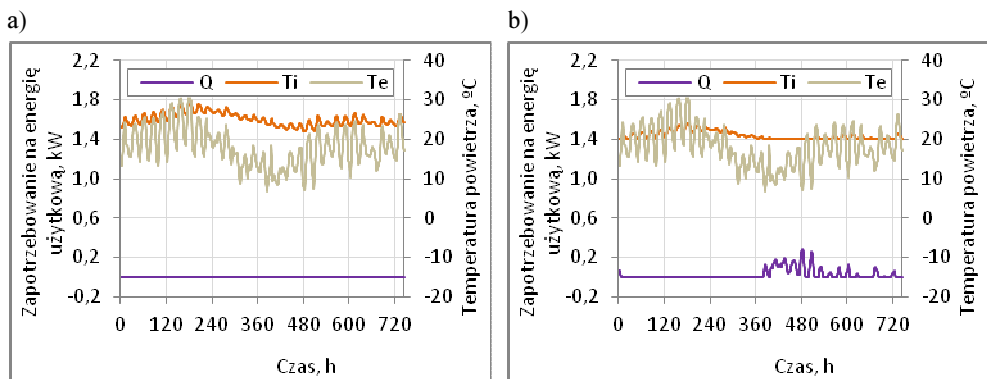 a)
Zapotrzebowanie na energię
użytkową, kW
2,2
1,8
1,4
1,0
0,6
0,2
-0,2
Q Ti Te
40
30
20
10
0
-10
-20
Temperatura powietrza, ºC
0 120 240 360 480 600 720
Czas, h
b)
Zapotrzebowanie na energię
użytkową, kW
2,2
1,8
1,4
1,0
0,6
0,2
-0,2
Q Ti Te
40
30
20
10
0
-10
-20
Temperatura powietrza, ºC
0 120 240 360 480 600 720
Czas, h